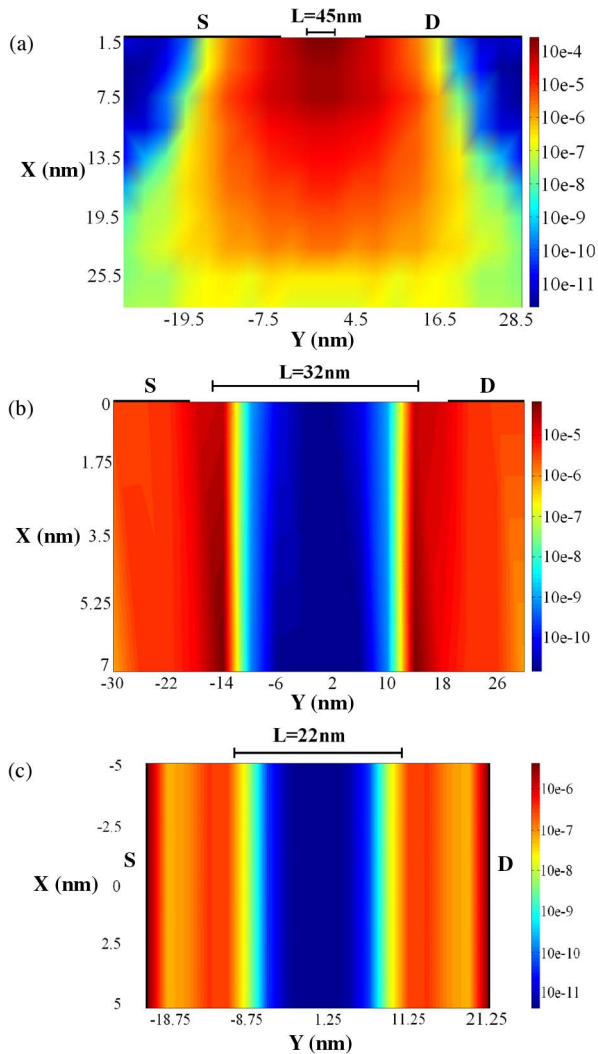 (a)
S L=45nm D
1.5
7.5
13.5
19.5
25.5
X (nm)
-19.5 -7.5 4.5 16.5 28.5
Y (nm)
10e-4
10e-5
10e-6
10e-7
10e-8
10e-9
10e-10
10e-11
(b)
S L=32nm D
0
1.75
3.5
5.25
7
X (nm)
-30 -22 -14 -6 2 10 18 26
Y (nm)
10e-5
10e-6
10e-7
10e-8
10e-9
10e-10
(c)
L=22nm
S
D
-5
-2.5
0
2.5
5
X (nm)
-18.75 -8.75 1.25 11.25 21.25
Y (nm)
10e-6
10e-7
10e-8
10e-9
10e-10
10e-11